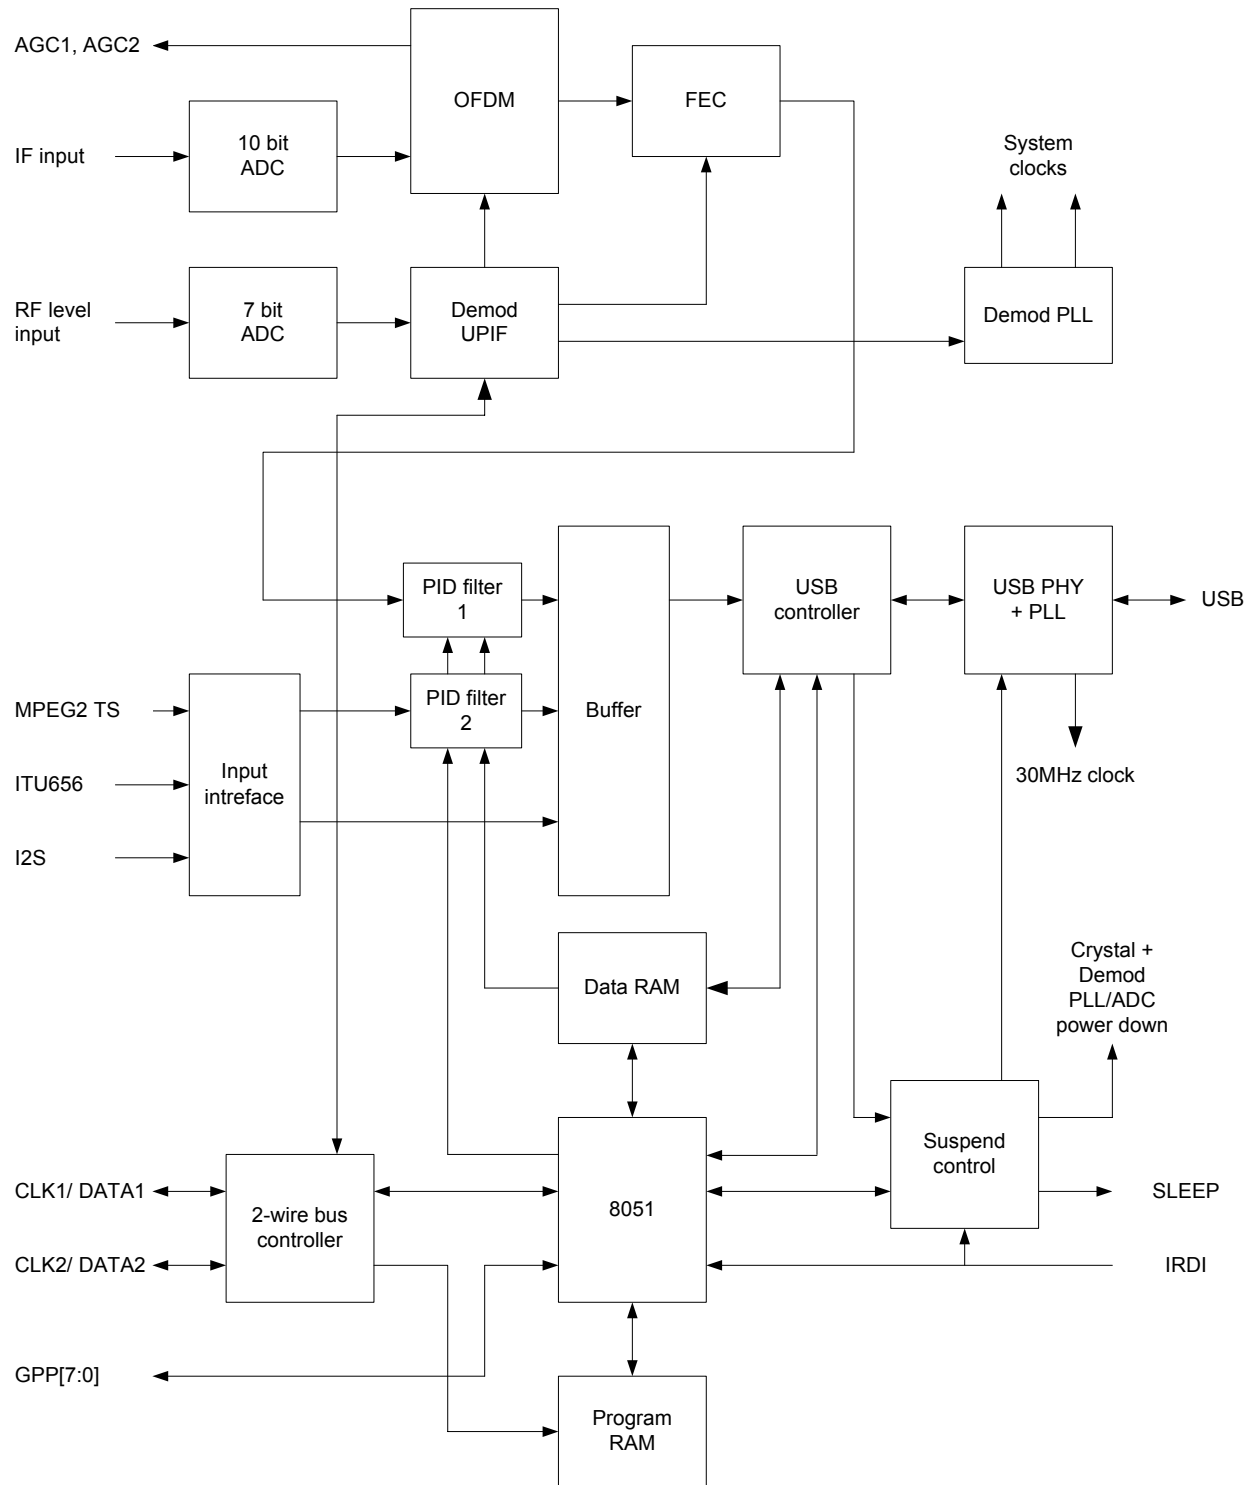 AGC1, AGC2
OFDM
FEC
IF input
10 bit
ADC
System
clocks
RF level
input
7 bit
ADC
Demod
UPIF
Demod PLL
PID filter
1
USB
controller
USB PHY
+ PLL
USB
MPEG2 TS
PID filter
2
Buffer
ITU656
Input
intreface
30MHz clock
I2S
Data RAM
Crystal +
Demod
PLL/ADC
power down
Suspend
control
CLK1/ DATA1
2-wire bus
controller
8051
SLEEP
CLK2/ DATA2
IRDI
GPP[7:0]
Program
RAM